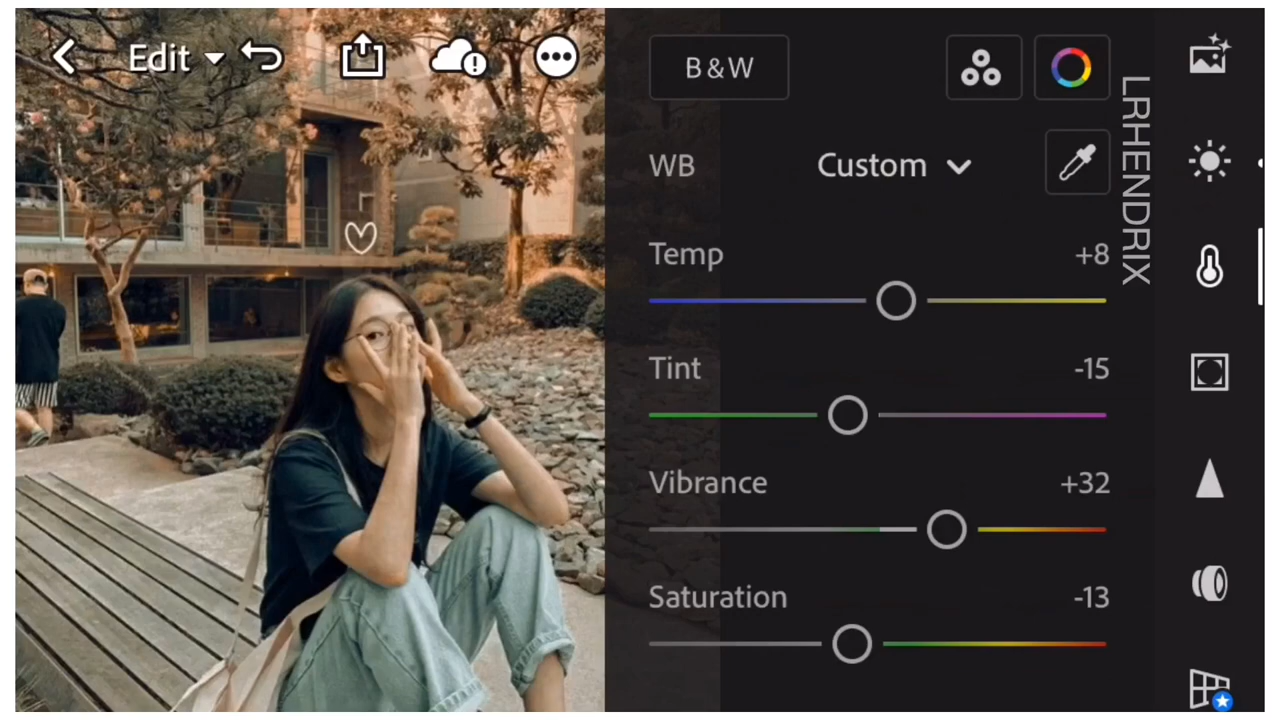 Edit
B&W
WB Custom
Temp +8
Tint -15
Vibrance +32
Saturation -13
LRHENDRIX